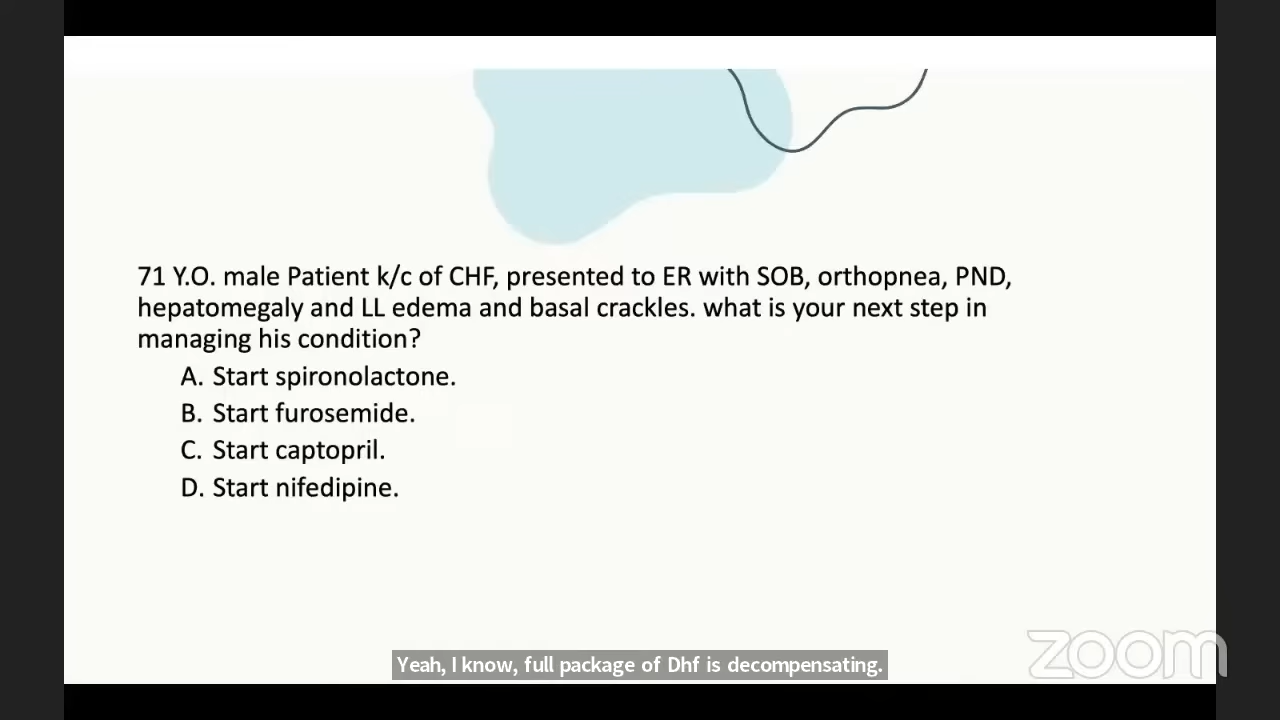 71 Y.O. male Patient k/c of CHF, presented to ER with SOB, orthopnea, PND,
hepatomegaly and LL edema and basal crackles. what is your next step in
managing his condition?
A. Start spironolactone.
B. Start furosemide.
C. Start captopril.
D. Start nifedipine.
Yeah, I know, full package of Dhf is decompensating.
zoom